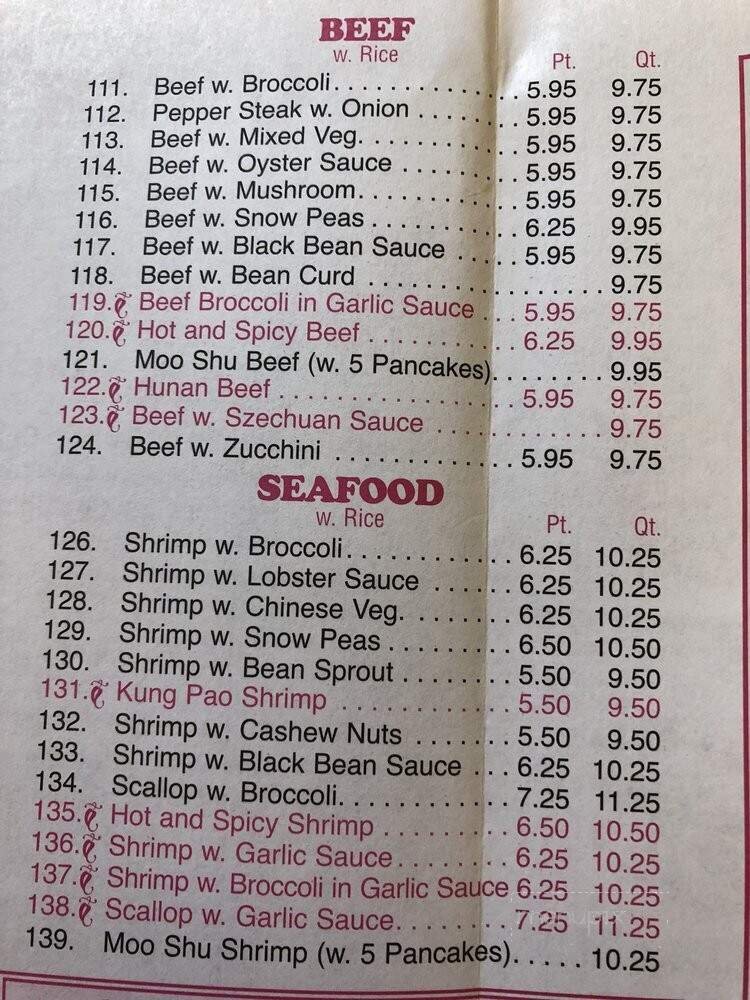 BEEF
w. Rice
Pt. Qt.
111. Beef w. Broccoli. . . . . . . . . . . . . . 5.95 9.75
112. Pepper Steak w. Onion . . . . . . . . 5.95 9.75
113. Beef w. Mixed Veg. . . . . . . . . . . . 5.95 9.75
114. Beef w. Oyster Sauce . . . . . . . . . 5.95 9.75
115. Beef w. Mushroom. . . . . . . . . . . . 5.95 9.75
116. Beef w. Snow Peas . . . . . . . . . . . 6.25 9.95
117. Beef w. Black Bean Sauce . . . . . 5.95 9.75
118. Beef w. Bean Curd . . . . . . . . . . . . . . . . . 9.75
119. Beef Broccoli in Garlic Sauce . . . 5.95 9.75
120. Hot and Spicy Beef . . . . . . . . . . . 6.25 9.95
121. Moo Shu Beef (w. 5 Pancakes). . . . . . . . 9.95
122. Hunan Beef . . . . . . . . . . . . . . . . . 5.95 9.75
123. Beef w. Szechuan Sauce . . . . . . . . . . . . . 9.75
124. Beef w. Zucchini . . . . . . . . . . . . . 5.95 9.75
SEAFOOD
w. Rice
Pt. Qt.
126. Shrimp w. Broccoli. . . . . . . . . . . . 6.25 10.25
127. Shrimp w. Lobster Sauce . . . . . . 6.25 10.25
128. Shrimp w. Chinese Veg. . . . . . . . 6.25 10.25
129. Shrimp w. Snow Peas . . . . . . . . . 6.50 10.50
130. Shrimp w. Bean Sprout . . . . . . . . 5.50 9.50
131. Kung Pao Shrimp . . . . . . . . . . . . 5.50 9.50
132. Shrimp w. Cashew Nuts . . . . . . . 5.50 9.50
133. Shrimp w. Black Bean Sauce . . . 6.25 10.25
134. Scallop w. Broccoli. . . . . . . . . . . . 7.25 11.25
135. Hot and Spicy Shrimp . . . . . . . . . 6.50 10.50
136. Shrimp w. Garlic Sauce. . . . . . . . 6.25 10.25
137. Shrimp w. Broccoli in Garlic Sauce 6.25 10.25
138. Scallop w. Garlic Sauce. . . . . . . . 7.25 11.25
139. Moo Shu Shrimp (w. 5 Pancakes). . . . . 10.25